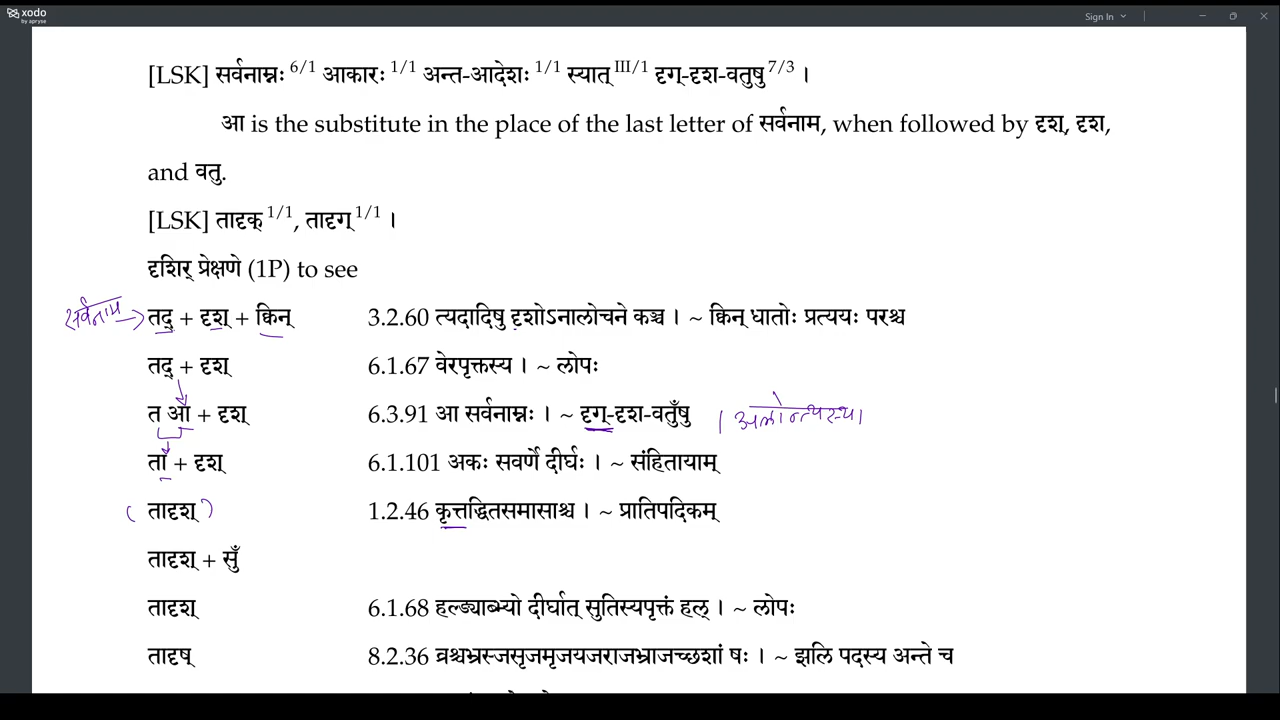 xodo
by apryse
Sign In
[LSK] सर्वनाम्नः 6/1 आकारः 1/1 अन्त-आदेशः 1/1 स्यात् III/1 दृग्-दृश-वतुषु 7/3 ।
आ is the substitute in the place of the last letter of सर्वनाम, when followed by दृश्, दृश,
and वतु.
[LSK] तादृक् 1/1, तादृग् 1/1 ।
दृशिर् प्रेक्षणे (1P) to see
सर्वनाम → तद् + दृश् + क्विन् 3.2.60 त्यदादिषु दृशोऽनालोचने कञ्च । ~ क्विन् धातोः प्रत्ययः परश्च
तद् + दृश् 6.1.67 वेरपृक्तस्य । ~ लोपः
त आ + दृश् 6.3.91 आ सर्वनाम्नः । ~ दृग्-दृश-वतुँषु । अलोन्त्यस्य।
ता + दृश् 6.1.101 अकः सवर्णे दीर्घः । ~ संहितायाम्
(तादृश्) 1.2.46 कृत्तद्धितसमासाश्च । ~ प्रातिपदिकम्
तादृश् + सुँ
तादृश् 6.1.68 हल्ङ्याब्भ्यो दीर्घात् सुतिस्यपृक्तं हल् । ~ लोपः
तादृष् 8.2.36 व्रश्चभ्रस्जसृजमृजयजराजभ्राजच्छशां षः । ~ झलि पदस्य अन्ते च